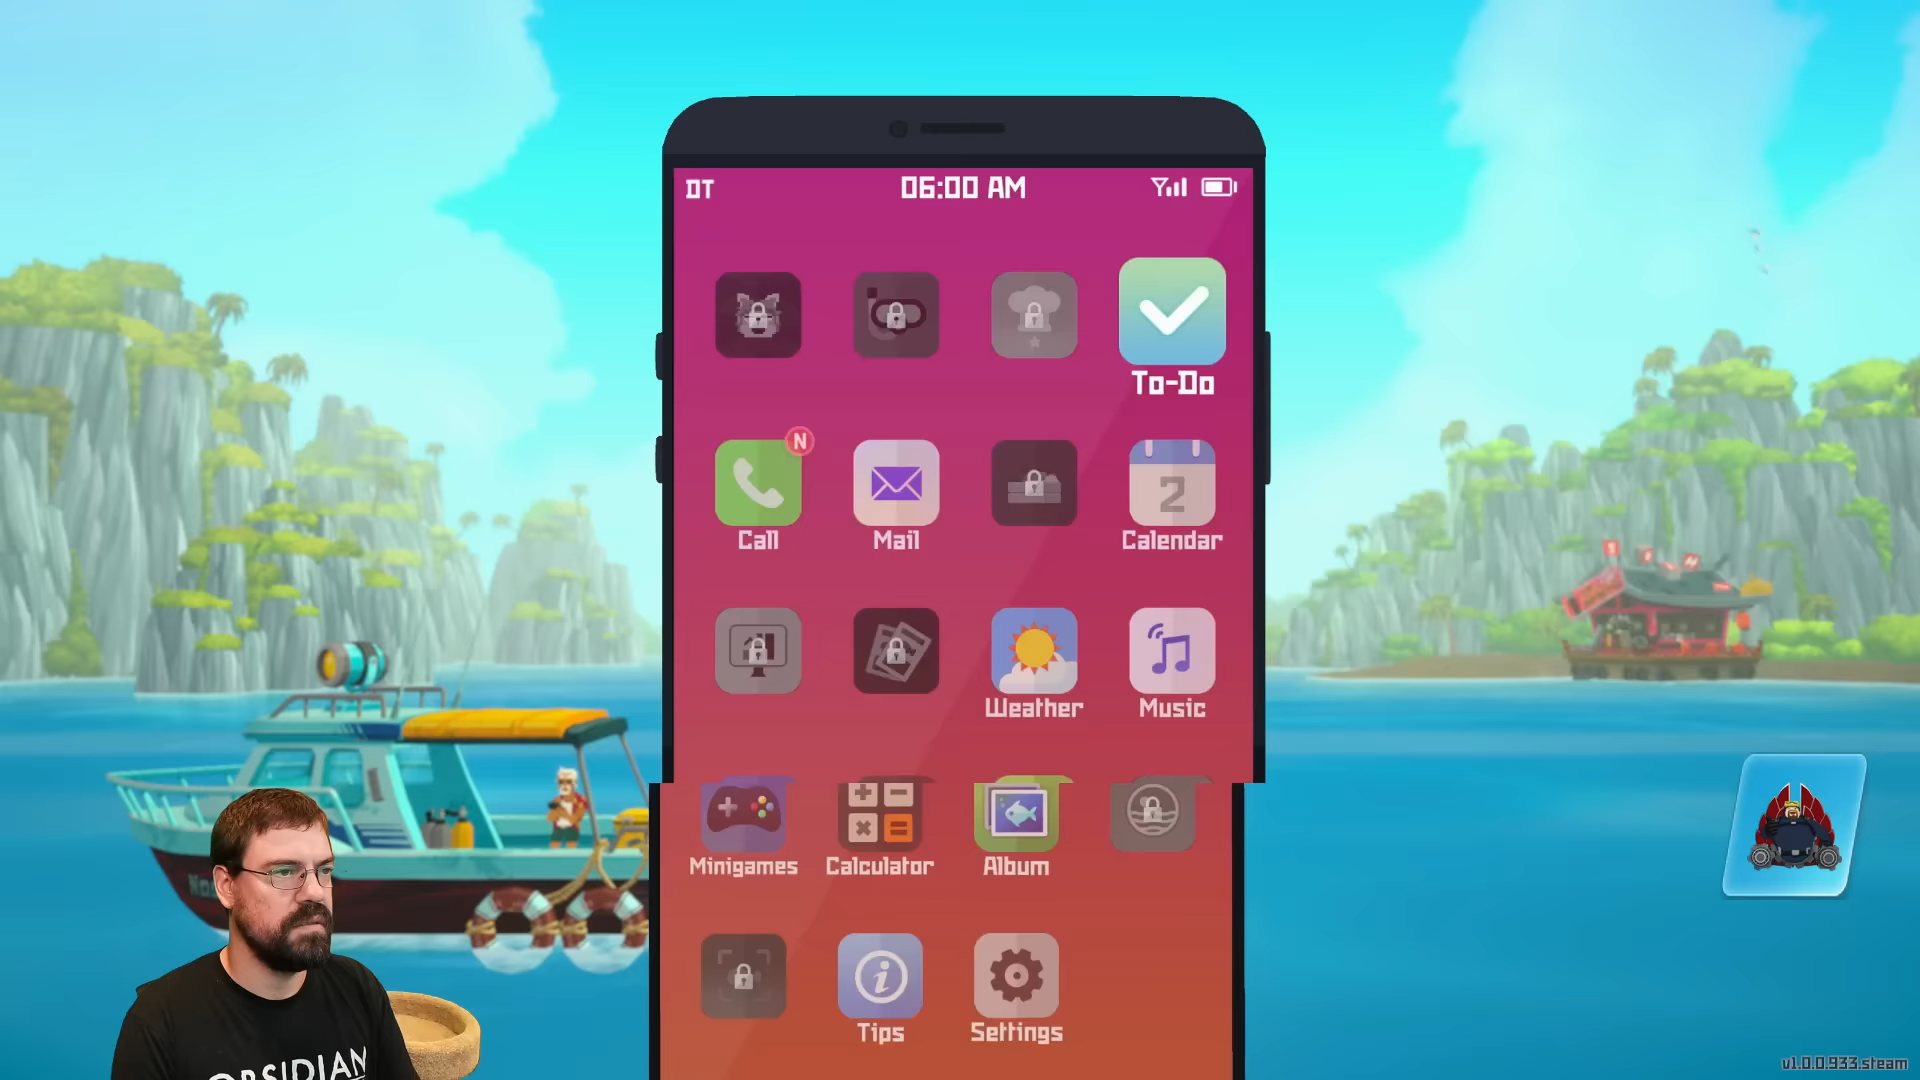 DT 06:00 AM
To-Do
N
2
Call Mail Calendar
Weather Music
Minigames Calculator Album
Tips Settings
OBSIDIAN
v1.0.0.933.steam